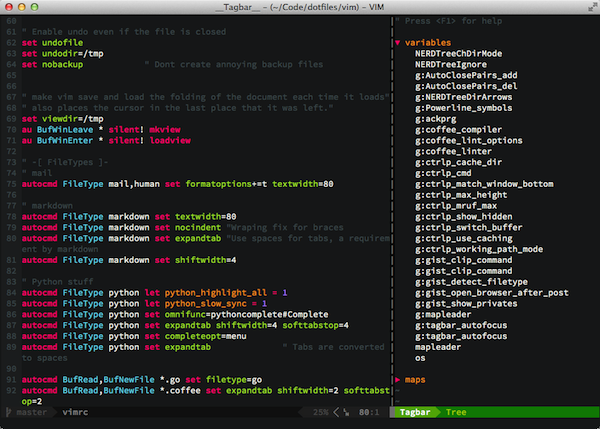 __Tagbar__ - (~/Code/dotfiles/vim) – VIM
60
61 " Enable undo even if the file is closed
62 set undofile
63 set undodir=/tmp
64 set nobackup " Dont create annoying backup files
65
66
67 " make vim save and load the folding of the document each time it loads"
68 " also places the cursor in the last place that it was left."
69 set viewdir=/tmp
70 au BufWinLeave * silent! mkview
71 au BufWinEnter * silent! loadview
72
73 " -[ FileTypes ]-
74 " mail
75 autocmd FileType mail,human set formatoptions+=t textwidth=80
76
77 " markdown
78 autocmd FileType markdown set textwidth=80
79 autocmd FileType markdown set nocindent "Wraping fix for braces
80 autocmd FileType markdown set expandtab "Use spaces for tabs, a requirem
ent by markdown
81 autocmd FileType markdown set shiftwidth=4
82
83 " Python stuff
84 autocmd FileType python let python_highlight_all = 1
85 autocmd FileType python let python_slow_sync = 1
86 autocmd FileType python set omnifunc=pythoncomplete#Complete
87 autocmd FileType python set expandtab shiftwidth=4 softtabstop=4
88 autocmd FileType python set completeopt=menu
89 autocmd FileType python set expandtab " Tabs are converted
to spaces
90
91 autocmd BufRead,BufNewFile *.go set filetype=go
92 autocmd BufRead,BufNewFile *.coffee set expandtab shiftwidth=2 softtabst
op=2
master vimrc 25% 80:1
" Press <F1> for help
▼ variables
NERDTreeChDirMode
NERDTreeIgnore
g:AutoClosePairs_add
g:AutoClosePairs_del
g:NERDTreeDirArrows
g:Powerline_symbols
g:ackprg
g:coffee_compiler
g:coffee_lint_options
g:coffee_linter
g:ctrlp_cache_dir
g:ctrlp_cmd
g:ctrlp_match_window_bottom
g:ctrlp_max_height
g:ctrlp_mruf_max
g:ctrlp_show_hidden
g:ctrlp_switch_buffer
g:ctrlp_use_caching
g:ctrlp_working_path_mode
g:gist_clip_command
g:gist_clip_command
g:gist_detect_filetype
g:gist_open_browser_after_post
g:gist_show_privates
g:mapleader
g:tagbar_autofocus
g:tagbar_autofocus
mapleader
os
▶ maps
~
~
Tagbar Tree